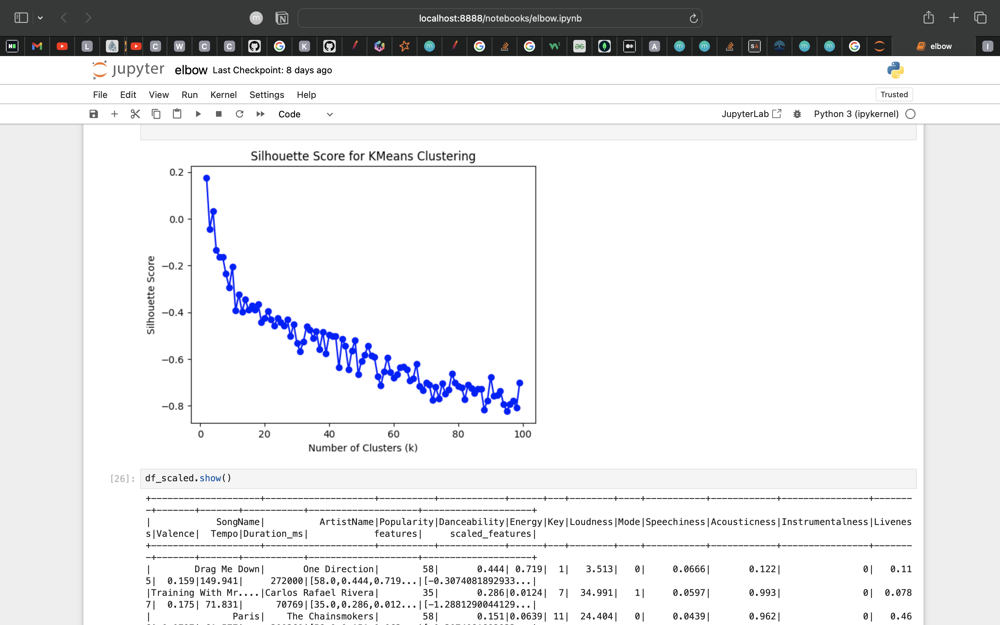 m
localhost:8888/notebooks/elbow.ipynb
L C W C C K m A m m SA m m elbow I
jupyter elbow Last Checkpoint: 8 days ago
File Edit View Run Kernel Settings Help Trusted
Code JupyterLab Python 3 (ipykernel)
Silhouette Score for KMeans Clustering
0.2
0.0
−0.2
−0.4
−0.6
−0.8
Silhouette Score
0 20 40 60 80 100
Number of Clusters (k)
[26]: df_scaled.show()
+--------------------+--------------------+----------+------------+------+---+--------+----+-----------+------------+----------------+-------
-+-------+-------+-----------+--------------------+--------------------+
| SongName| ArtistName|Popularity|Danceability|Energy|Key|Loudness|Mode|Speechiness|Acousticness|Instrumentalness|Livenes
s|Valence| Tempo|Duration_ms| features| scaled_features|
+--------------------+--------------------+----------+------------+------+---+--------+----+-----------+------------+----------------+-------
-+-------+-------+-----------+--------------------+--------------------+
| Drag Me Down| One Direction| 58| 0.444| 0.719| 1| 3.513| 0| 0.0666| 0.122| 0| 0.11
5| 0.159|149.941| 272000|[58.0,0.444,0.719...|[-0.3074081892933...|
|Training With Mr....|Carlos Rafael Rivera| 35| 0.286|0.0124| 7| 34.991| 1| 0.0597| 0.993| 0| 0.078
7| 0.175| 71.831| 70769|[35.0,0.286,0.012...|[-1.2881290044129...|
| Paris| The Chainsmokers| 58| 0.151|0.0639| 11| 24.404| 0| 0.0439| 0.962| 0| 0.46